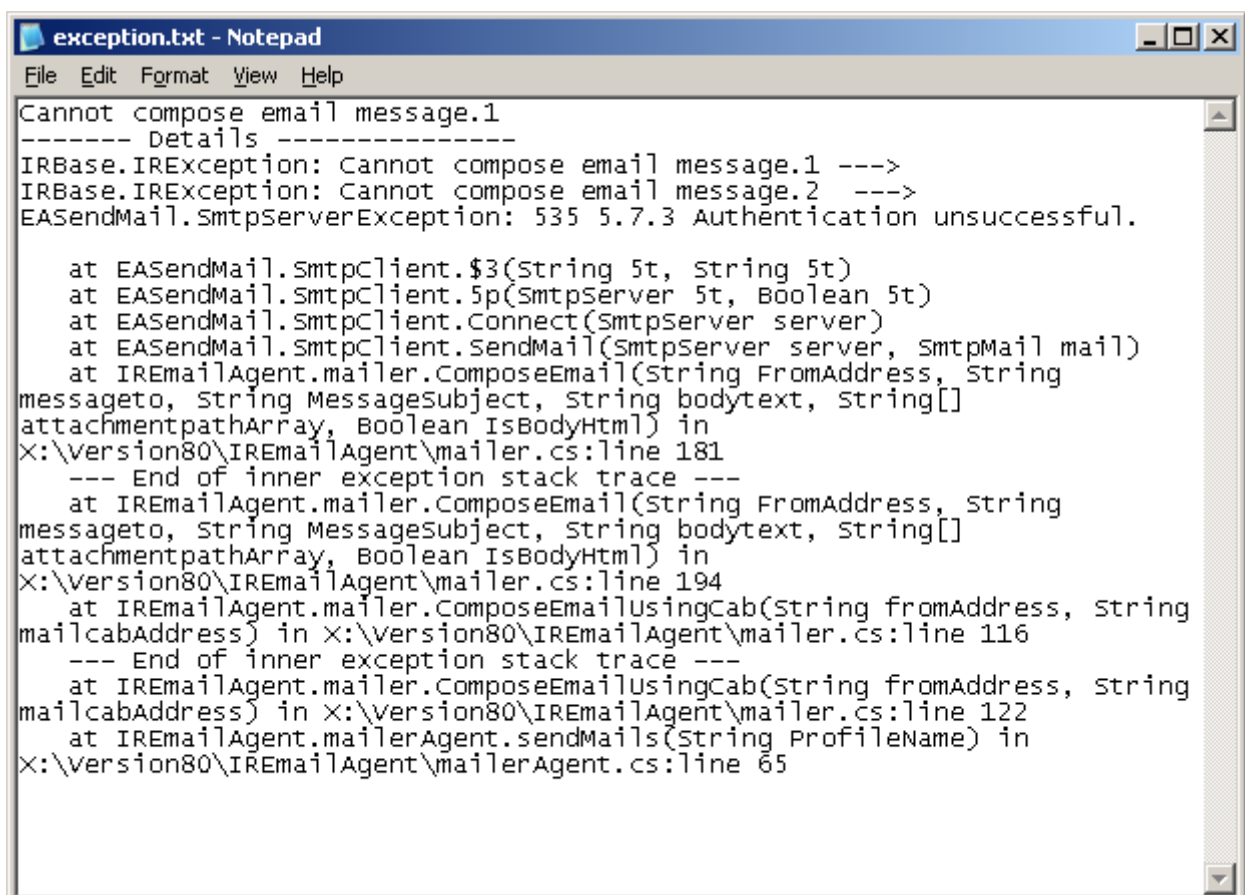 exception.txt - Notepad
File Edit Format View Help
Cannot compose email message.1
------- Details ---------------
IRBase.IRException: Cannot compose email message.1 --->
IRBase.IRException: Cannot compose email message.2  --->
EASendMail.SmtpServerException: 535 5.7.3 Authentication unsuccessful.

   at EASendMail.SmtpClient.$3(String 5t, String 5t)
   at EASendMail.SmtpClient.5p(SmtpServer 5t, Boolean 5t)
   at EASendMail.SmtpClient.Connect(SmtpServer server)
   at EASendMail.SmtpClient.SendMail(SmtpServer server, SmtpMail mail)
   at IREmailAgent.mailer.ComposeEmail(String FromAddress, String
messageto, String MessageSubject, String bodytext, String[]
attachmentpathArray, Boolean IsBodyHtml) in
X:\Version80\IREmailAgent\mailer.cs:line 181
   --- End of inner exception stack trace ---
   at IREmailAgent.mailer.ComposeEmail(String FromAddress, String
messageto, String MessageSubject, String bodytext, String[]
attachmentpathArray, Boolean IsBodyHtml) in
X:\Version80\IREmailAgent\mailer.cs:line 194
   at IREmailAgent.mailer.ComposeEmailUsingCab(String fromAddress, String
mailcabAddress) in X:\Version80\IREmailAgent\mailer.cs:line 116
   --- End of inner exception stack trace ---
   at IREmailAgent.mailer.ComposeEmailUsingCab(String fromAddress, String
mailcabAddress) in X:\Version80\IREmailAgent\mailer.cs:line 122
   at IREmailAgent.mailerAgent.sendMails(String ProfileName) in
X:\Version80\IREmailAgent\mailerAgent.cs:line 65